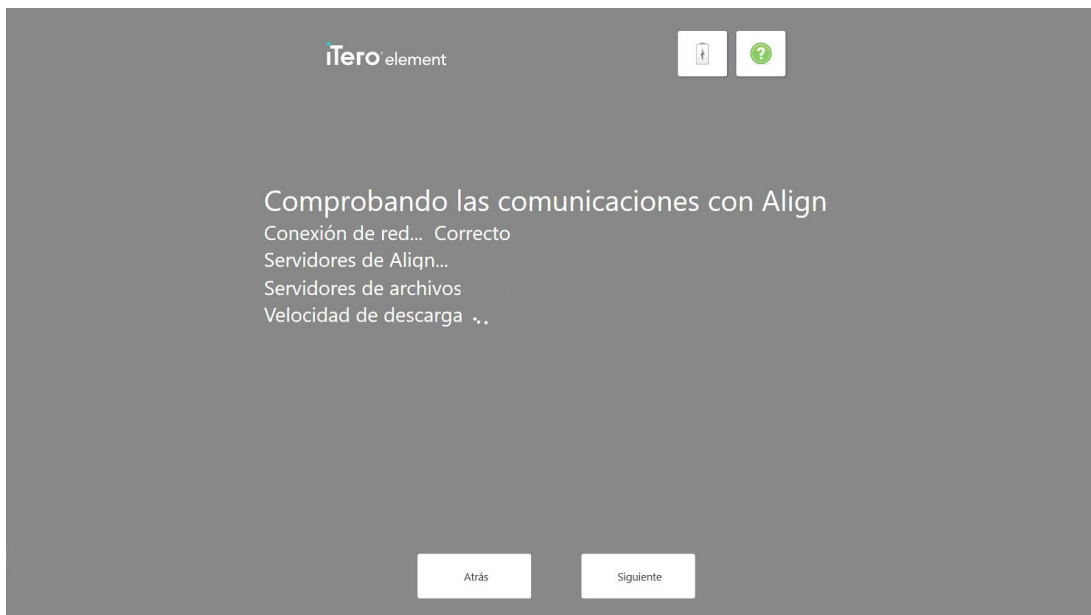 iTero element
Comprobando las comunicaciones con Align
Conexión de red... Correcto
Servidores de Align...
Servidores de archivos
Velocidad de descarga
Atrás
Siguiente